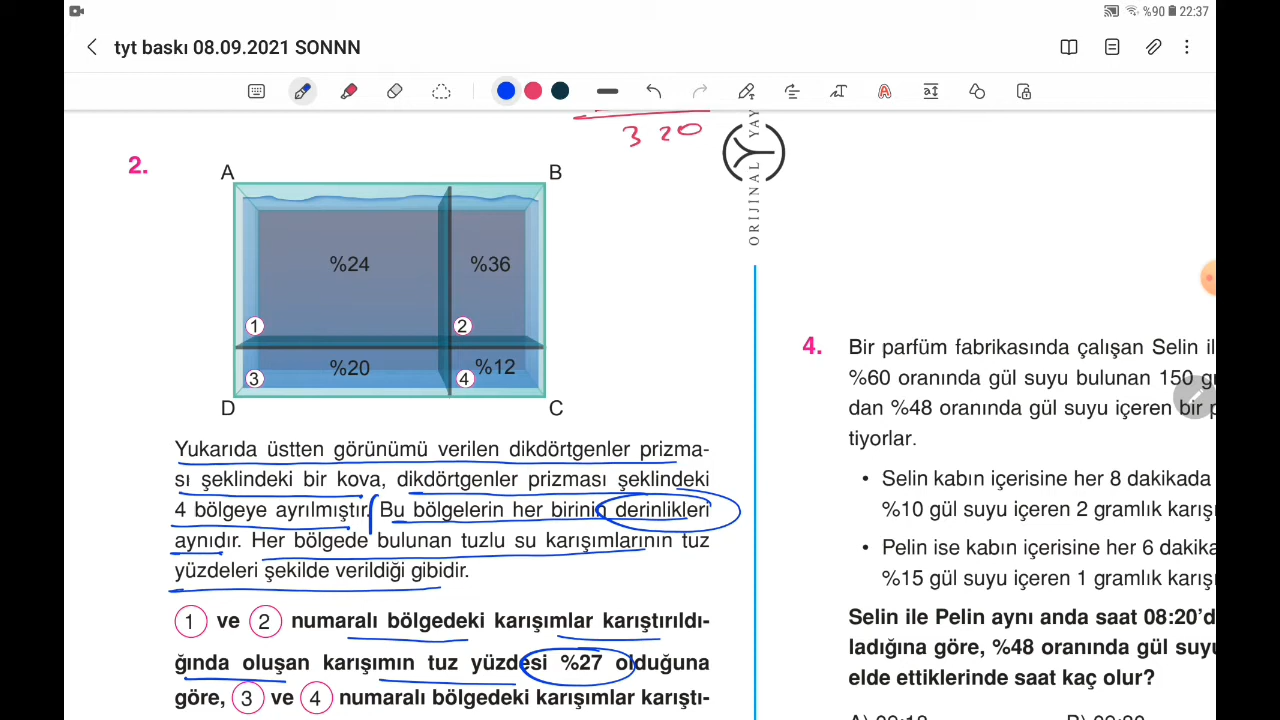 %90 22:37
tyt baskı 08.09.2021 SONNN
3 20
ORİJİNAL YAY
2.
A
B
%24
%36
1
2
%20
%12
3
4
D
C
Yukarıda üstten görünümü verilen dikdörtgenler prizma-
sı şeklindeki bir kova, dikdörtgenler prizması şeklindeki
4 bölgeye ayrılmıştır. Bu bölgelerin her birinin derinlikleri
aynıdır. Her bölgede bulunan tuzlu su karışımlarının tuz
yüzdeleri şekilde verildiği gibidir.
1 ve 2 numaralı bölgedeki karışımlar karıştırıldı-
ğında oluşan karışımın tuz yüzdesi %27 olduğuna
göre, 3 ve 4 numaralı bölgedeki karışımlar karıştı-
4.
Bir parfüm fabrikasında çalışan Selin il
%60 oranında gül suyu bulunan 150 g
dan %48 oranında gül suyu içeren bir p
tiyorlar.
• Selin kabın içerisine her 8 dakikada
%10 gül suyu içeren 2 gramlık karış
• Pelin ise kabın içerisine her 6 dakika
%15 gül suyu içeren 1 gramlık karış
Selin ile Pelin aynı anda saat 08:20'd
ladığına göre, %48 oranında gül suyu
elde ettiklerinde saat kaç olur?